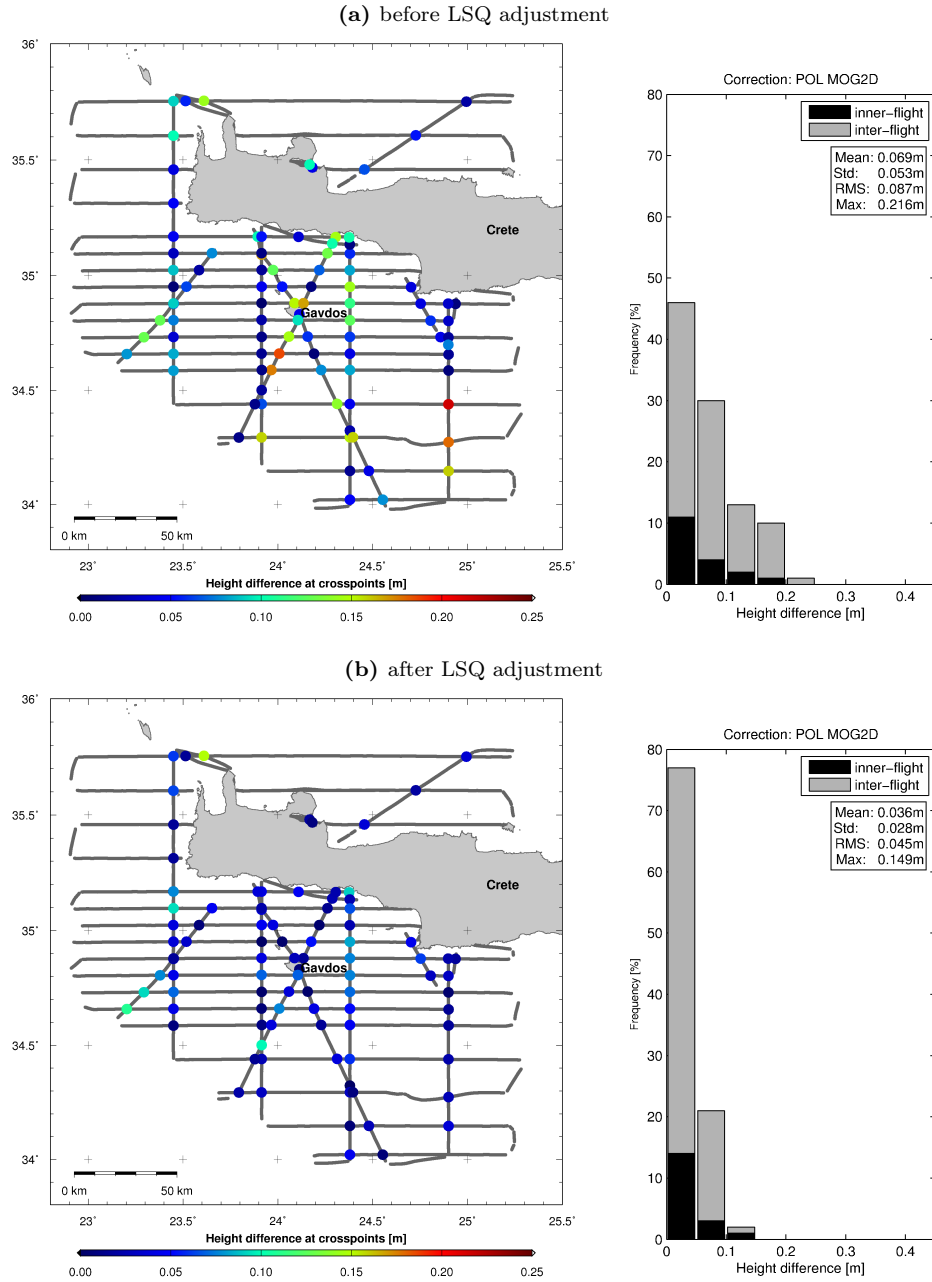 (a) before LSQ adjustment
36˚
35.5˚
35˚
34.5˚
34˚
Crete
Gavdos
0 km 50 km
23˚ 23.5˚ 24˚ 24.5˚ 25˚ 25.5˚
Height difference at crosspoints [m]
0.00 0.05 0.10 0.15 0.20 0.25
Correction: POL MOG2D
inner−flight
inter−flight
Mean: 0.069m
Std: 0.053m
RMS: 0.087m
Max: 0.216m
Frequency [%]
80
70
60
50
40
30
20
10
0
0 0.1 0.2 0.3 0.4
Height difference [m]
(b) after LSQ adjustment
36˚
35.5˚
35˚
34.5˚
34˚
Crete
Gavdos
0 km 50 km
23˚ 23.5˚ 24˚ 24.5˚ 25˚ 25.5˚
Height difference at crosspoints [m]
0.00 0.05 0.10 0.15 0.20 0.25
Correction: POL MOG2D
inner−flight
inter−flight
Mean: 0.036m
Std: 0.028m
RMS: 0.045m
Max: 0.149m
Frequency [%]
80
70
60
50
40
30
20
10
0
0 0.1 0.2 0.3 0.4
Height difference [m]